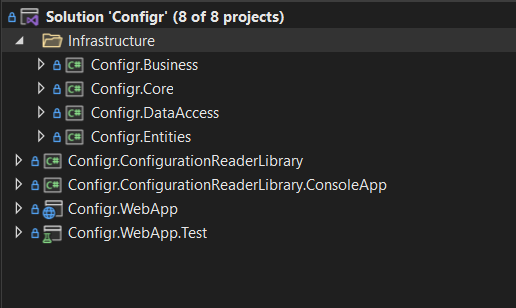 Solution 'Configr' (8 of 8 projects)
Infrastructure
C# Configr.Business
C# Configr.Core
C# Configr.DataAccess
C# Configr.Entities
C# Configr.ConfigurationReaderLibrary
C# Configr.ConfigurationReaderLibrary.ConsoleApp
Configr.WebApp
Configr.WebApp.Test